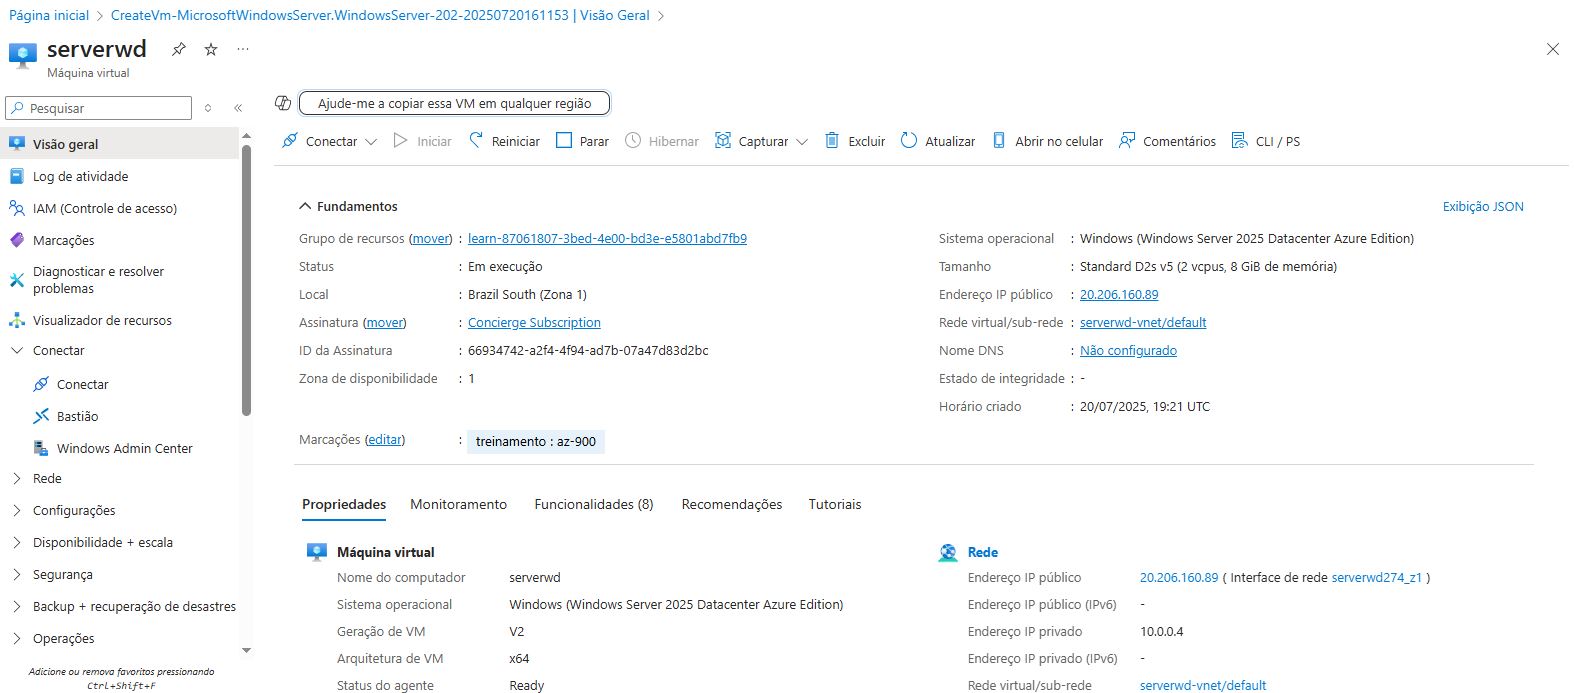 Página inicial > CreateVm-MicrosoftWindowsServer.WindowsServer-202-20250720161153 | Visão Geral >
serverwd
Máquina virtual
Pesquisar
Visão geral
Log de atividade
IAM (Controle de acesso)
Marcações
Diagnosticar e resolver
problemas
Visualizador de recursos
Conectar
Conectar
Bastião
Windows Admin Center
Rede
Configurações
Disponibilidade + escala
Segurança
Backup + recuperação de desastres
Operações
Adicione ou remova favoritos pressionando
Ctrl+Shift+F
Ajude-me a copiar essa VM em qualquer região
Conectar Iniciar Reiniciar Parar Hibernar Capturar Excluir Atualizar Abrir no celular Comentários CLI / PS
Fundamentos Exibição JSON
Grupo de recursos (mover) : learn-87061807-3bed-4e00-bd3e-e5801abd7fb9
Status : Em execução
Local : Brazil South (Zona 1)
Assinatura (mover) : Concierge Subscription
ID da Assinatura : 66934742-a2f4-4f94-ad7b-07a47d83d2bc
Zona de disponibilidade : 1
Sistema operacional : Windows (Windows Server 2025 Datacenter Azure Edition)
Tamanho : Standard D2s v5 (2 vcpus, 8 GiB de memória)
Endereço IP público : 20.206.160.89
Rede virtual/sub-rede : serverwd-vnet/default
Nome DNS : Não configurado
Estado de integridade : -
Horário criado : 20/07/2025, 19:21 UTC
Marcações (editar) : treinamento : az-900
Propriedades Monitoramento Funcionalidades (8) Recomendações Tutoriais
Máquina virtual
Nome do computador serverwd
Sistema operacional Windows (Windows Server 2025 Datacenter Azure Edition)
Geração de VM V2
Arquitetura de VM x64
Status do agente Ready
Rede
Endereço IP público 20.206.160.89 ( Interface de rede serverwd274_z1 )
Endereço IP público (IPv6) -
Endereço IP privado 10.0.0.4
Endereço IP privado (IPv6) -
Rede virtual/sub-rede serverwd-vnet/default